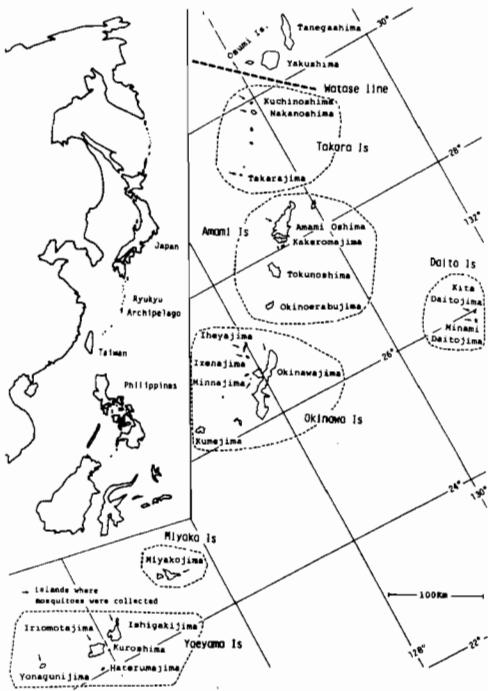 Osumi Is.
Tanegashima
30°
Yakushima
Watase line
Kuchinoshima
Nakanoshima
Takara Is
28°
Takarajima
132°
Amami Is
Amami Oshima
Kakeromajima
Tokunoshima
Okinoerabujima
Daito Is
Kita
Daitojima
Minami
Daitojima
Japan
Ryukyu
Archipelago
Taiwan
Philippines
Iheyajima
Izenajima
Minnajima
Okinawajima
26°
Okinawa Is
Kumejima
24°
130°
Miyako Is
Miyakojima
islands where
mosquitoes were collected
100Km
Iriomotajima
Ishigakijima
Kuroshima
Yaeyama Is
Haterumajima
Yonagunijima
128°
22°